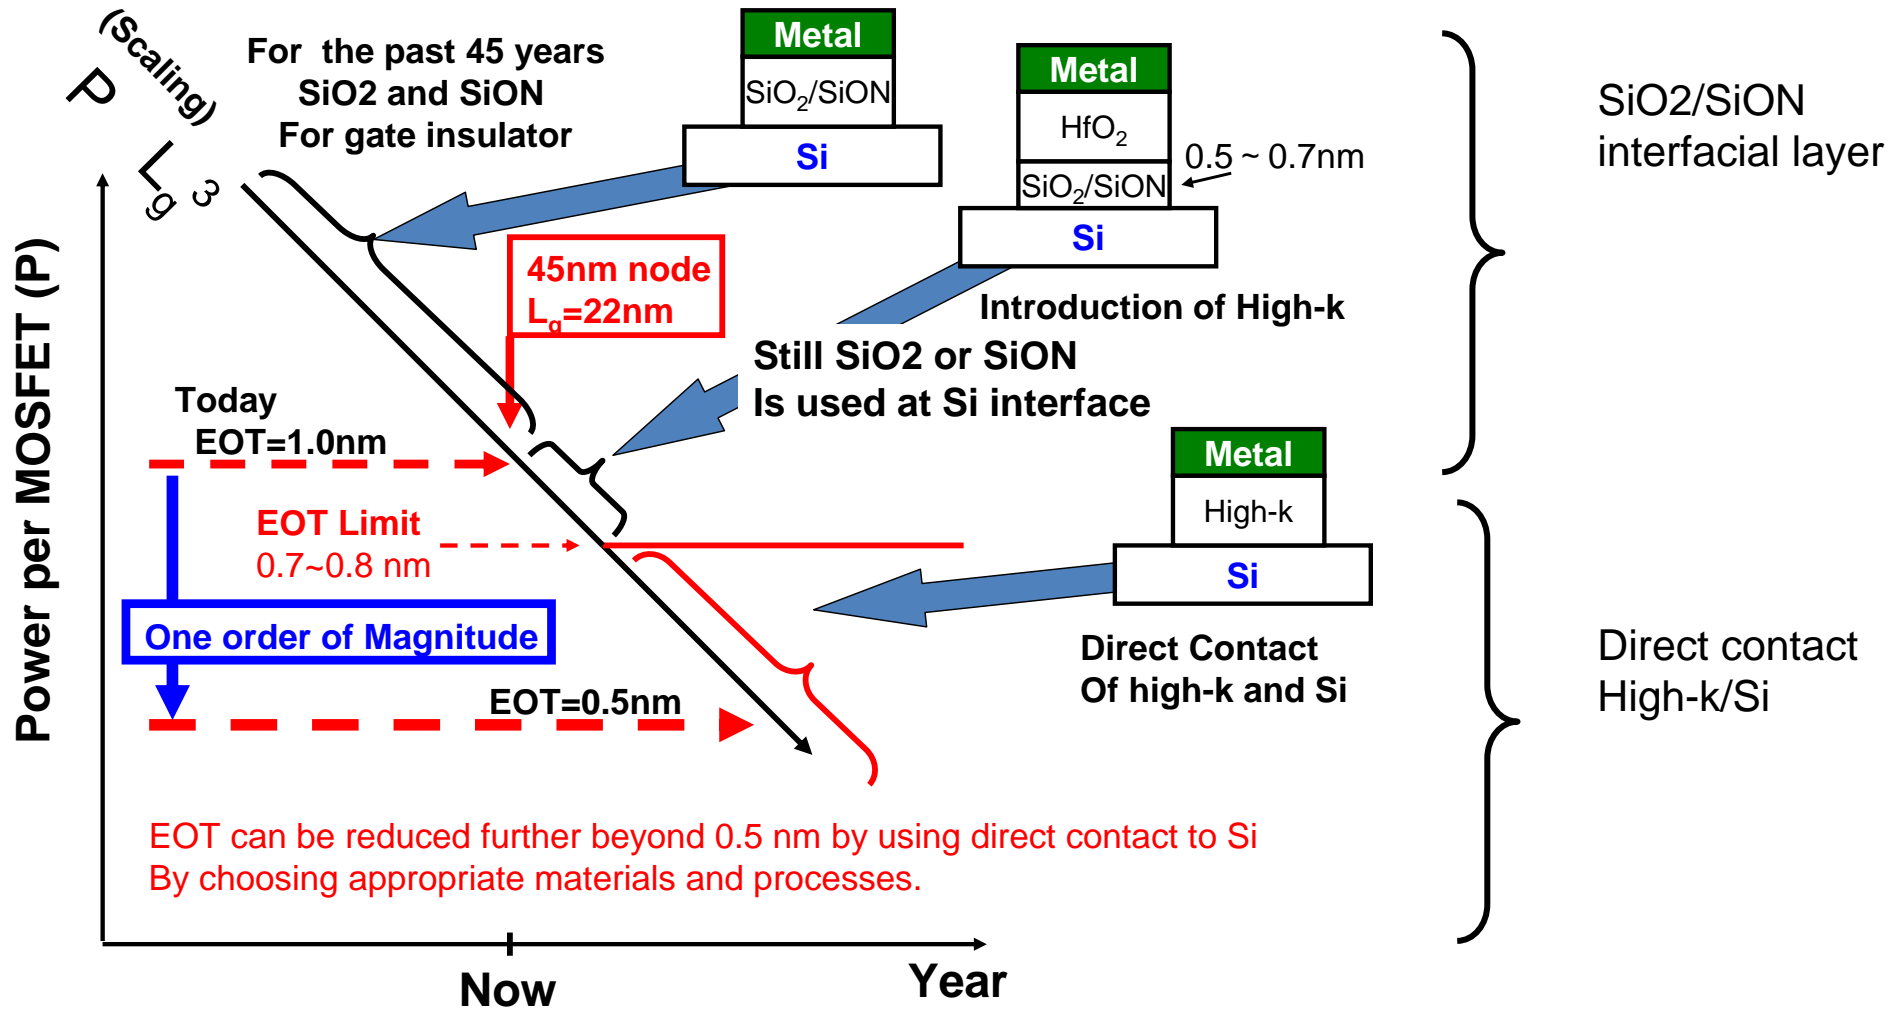 (Scaling)
P
Lg 3
For the past 45 years
SiO2 and SiON
For gate insulator
Metal
SiO2/SiON
Si
Metal
HfO2
SiO2/SiON
Si
0.5 ~ 0.7nm
SiO2/SiON
interfacial layer
45nm node
Lg=22nm
Introduction of High-k
Still SiO2 or SiON
Is used at Si interface
Power per MOSFET (P)
Today
EOT=1.0nm
EOT Limit
0.7~0.8 nm
Metal
High-k
Si
One order of Magnitude
Direct Contact
Of high-k and Si
Direct contact
High-k/Si
EOT=0.5nm
EOT can be reduced further beyond 0.5 nm by using direct contact to Si
By choosing appropriate materials and processes.
Now
Year